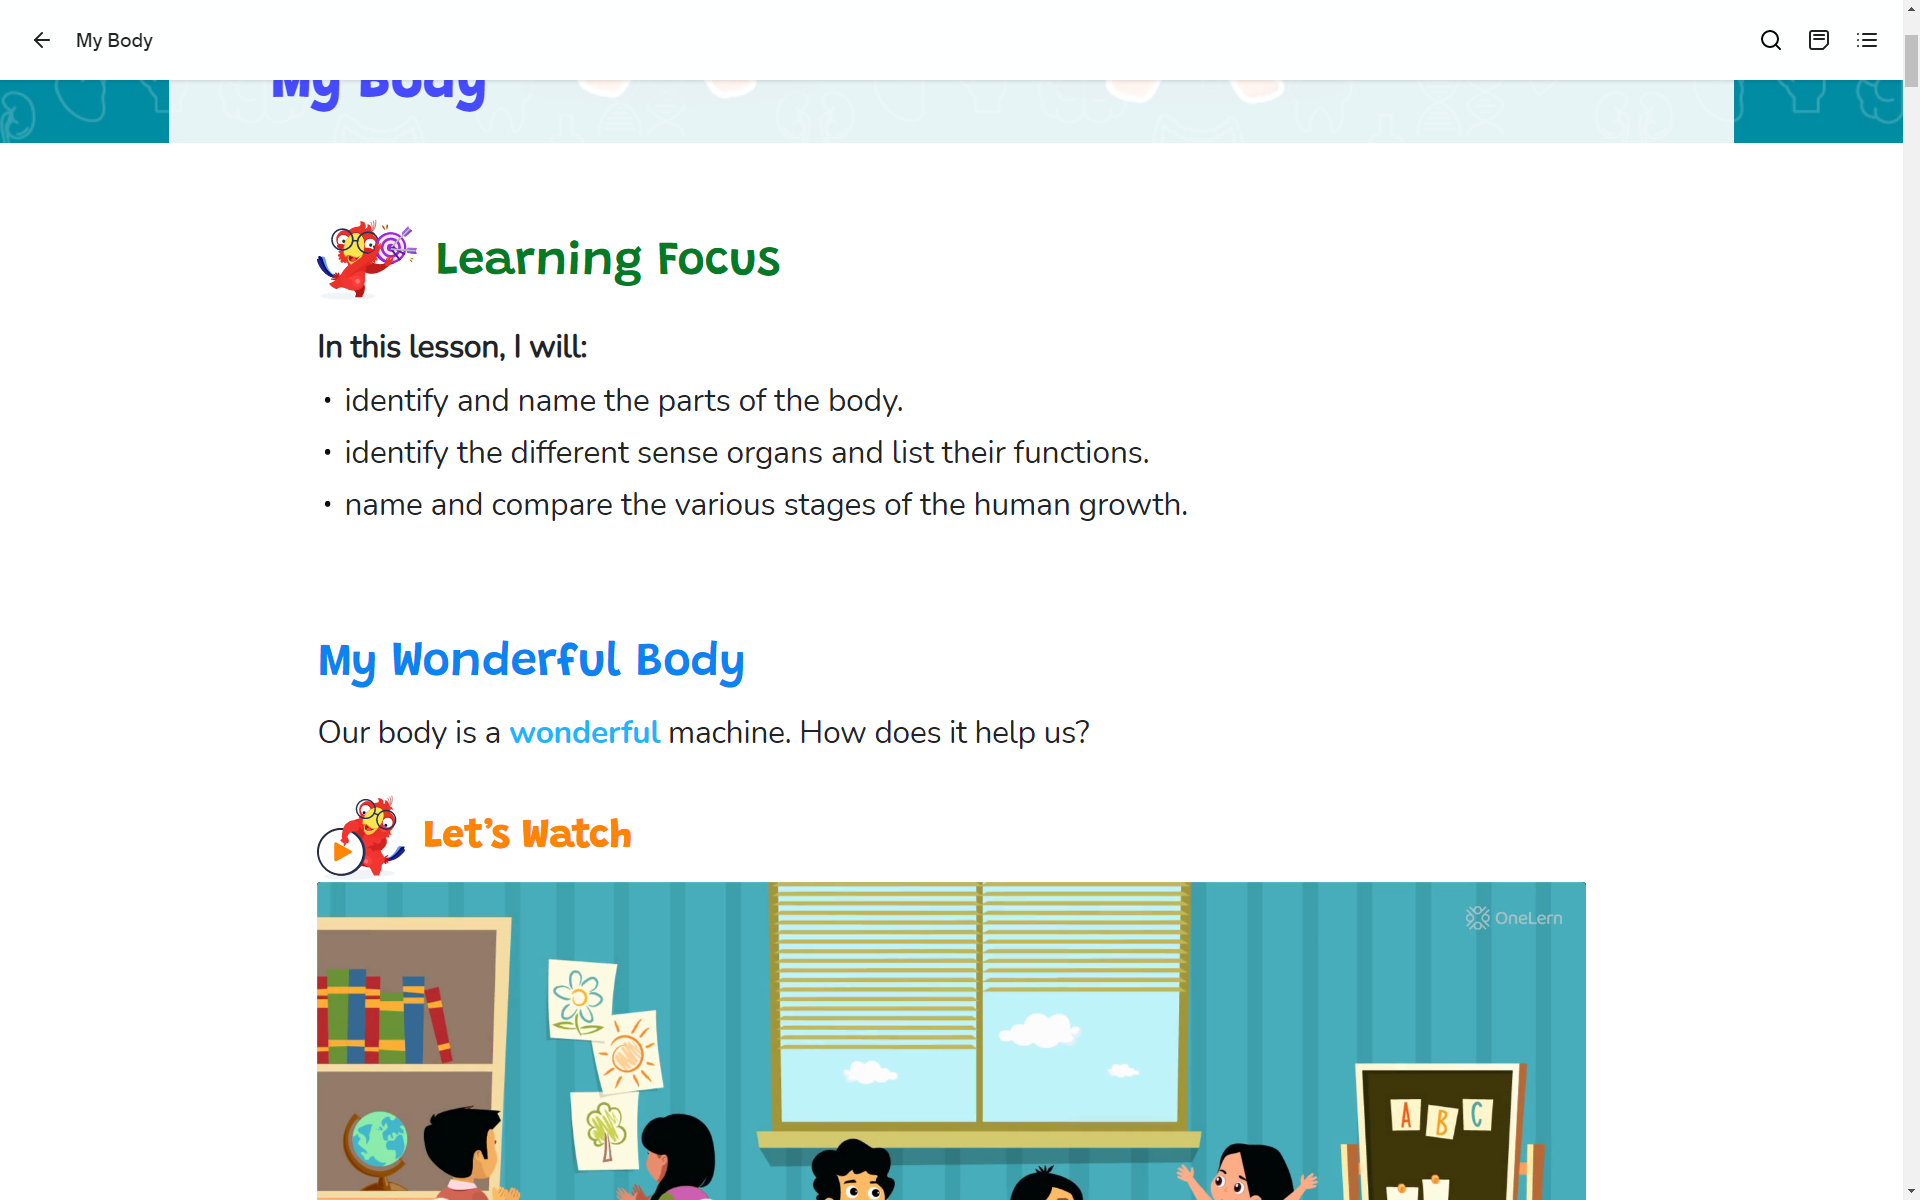 My Body
My Body
Learning Focus
In this lesson, I will:
• identify and name the parts of the body.
• identify the different sense organs and list their functions.
• name and compare the various stages of the human growth.
My Wonderful Body
Our body is a wonderful machine. How does it help us?
Let’s Watch
OneLern
A B C